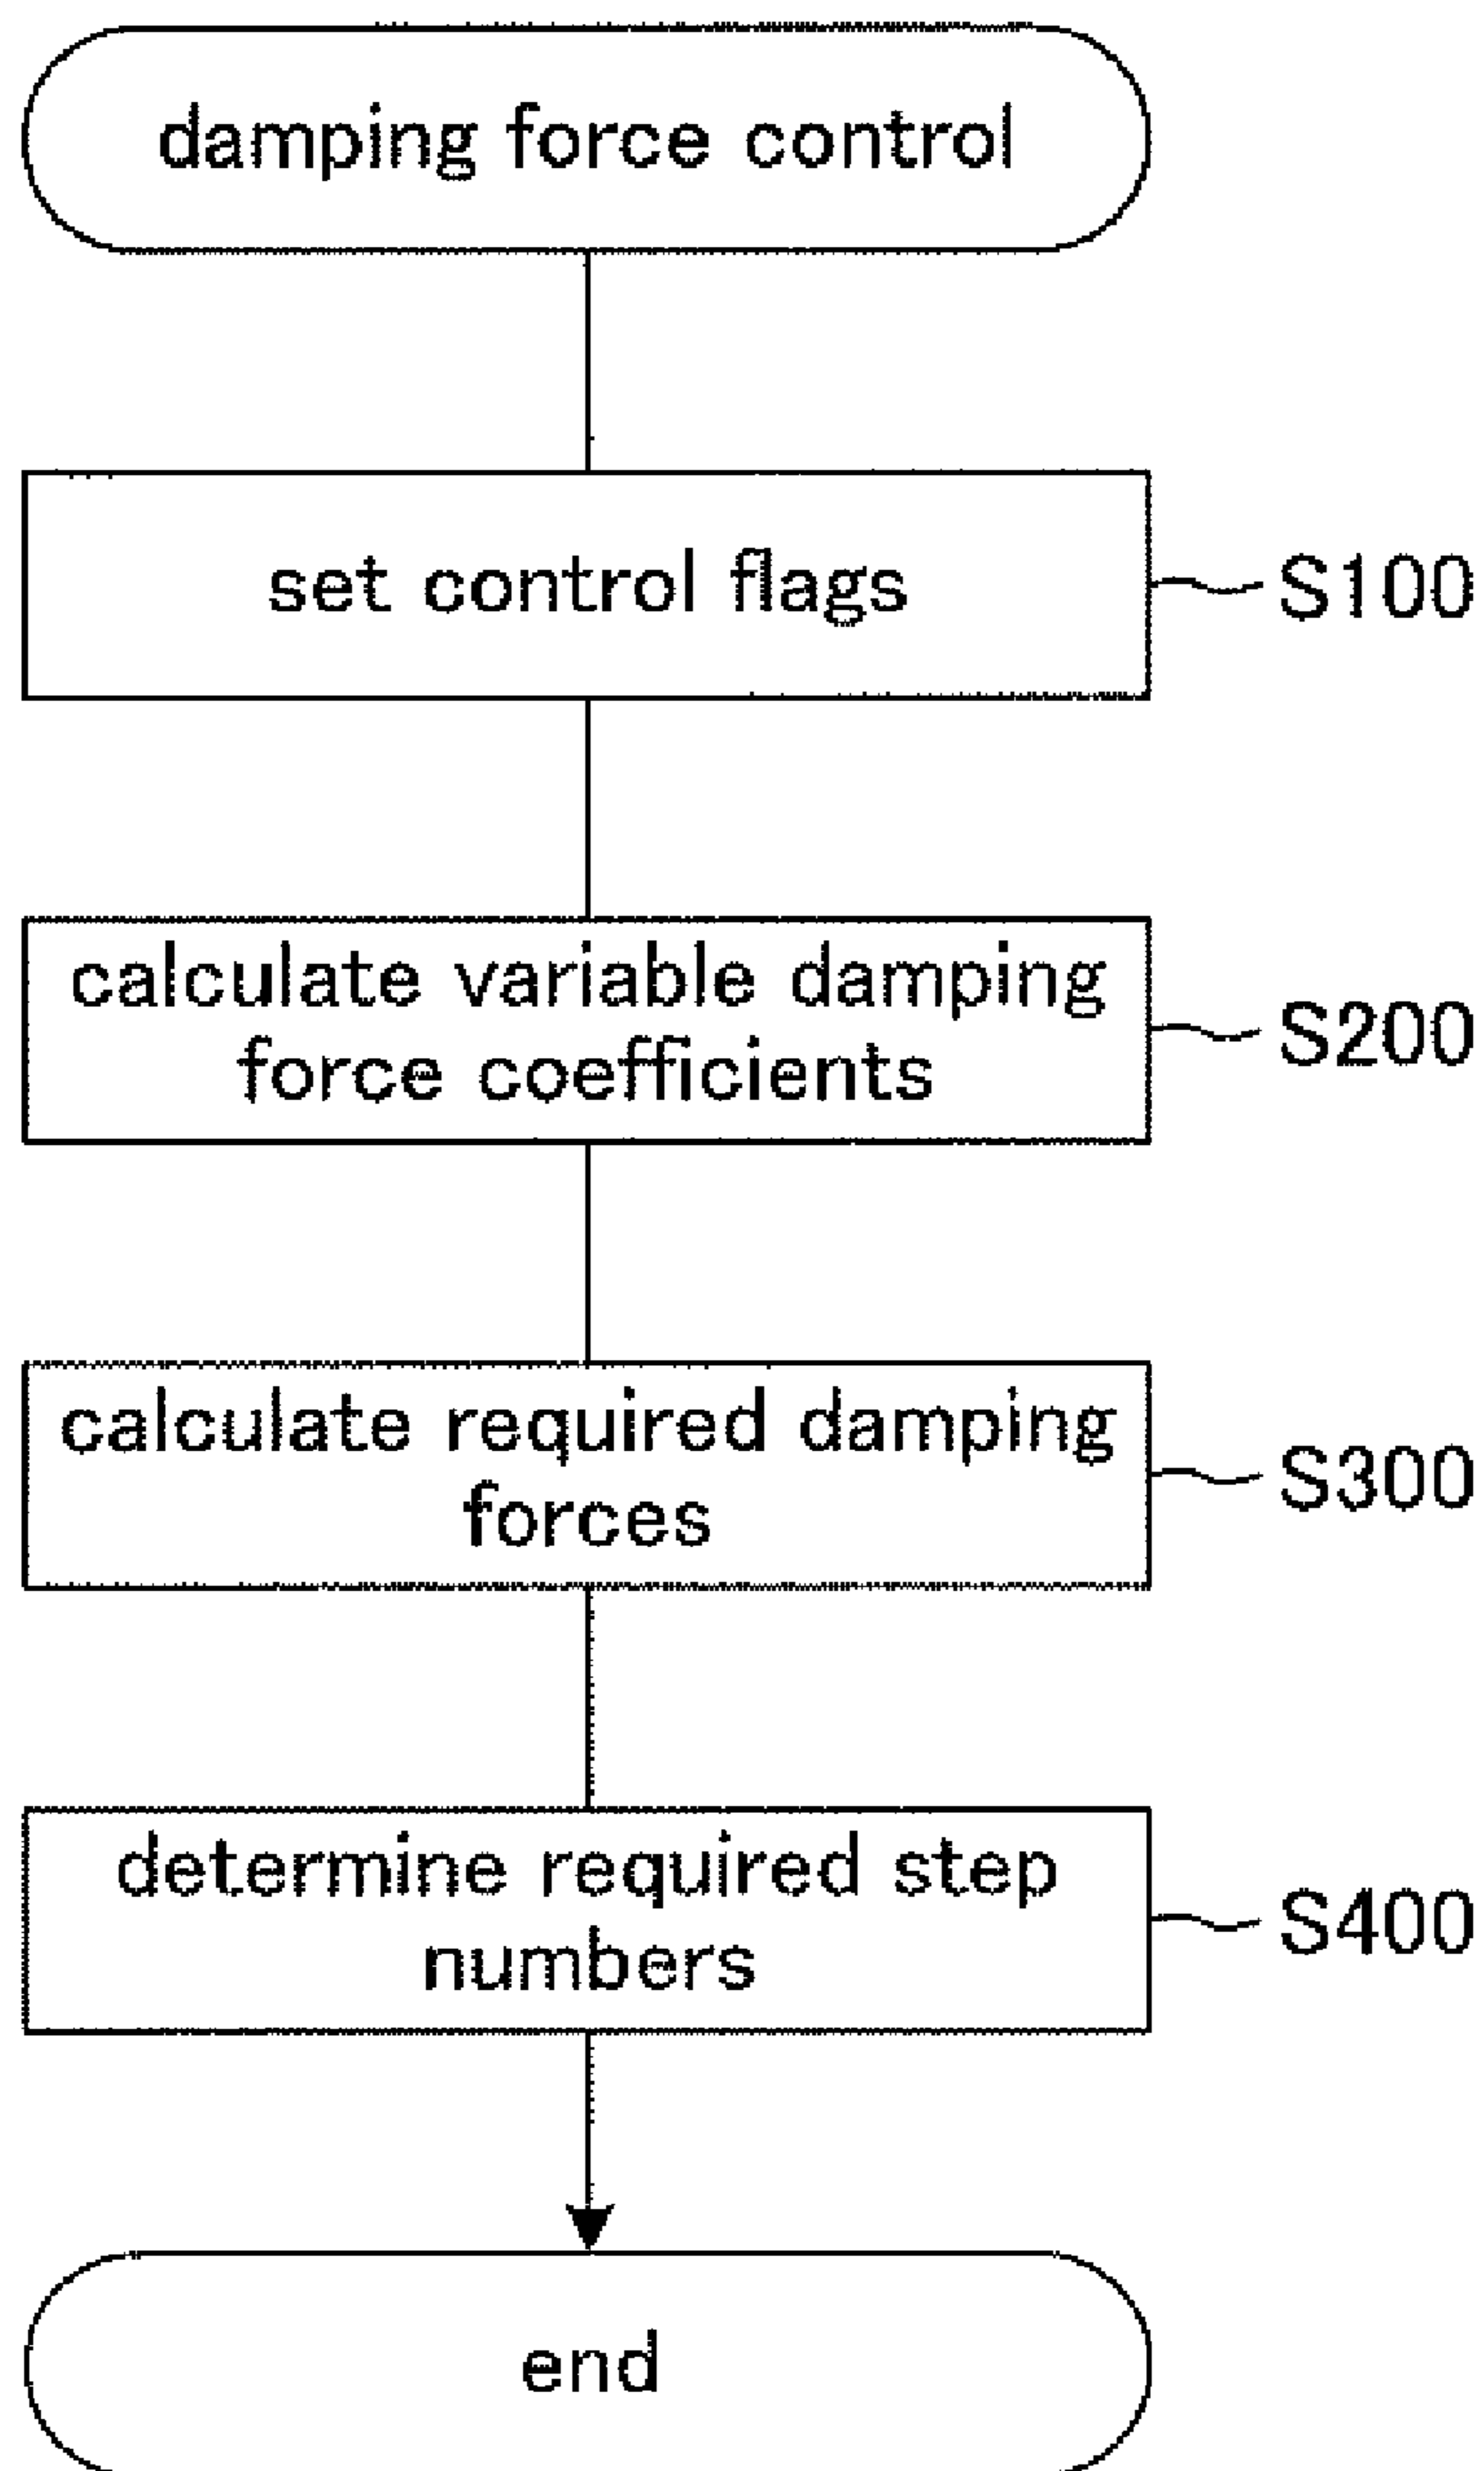 damping force control
set control flags
S100
calculate variable damping
force coefficients
S200
calculate required damping
forces
S300
determine required step
numbers
S400
end